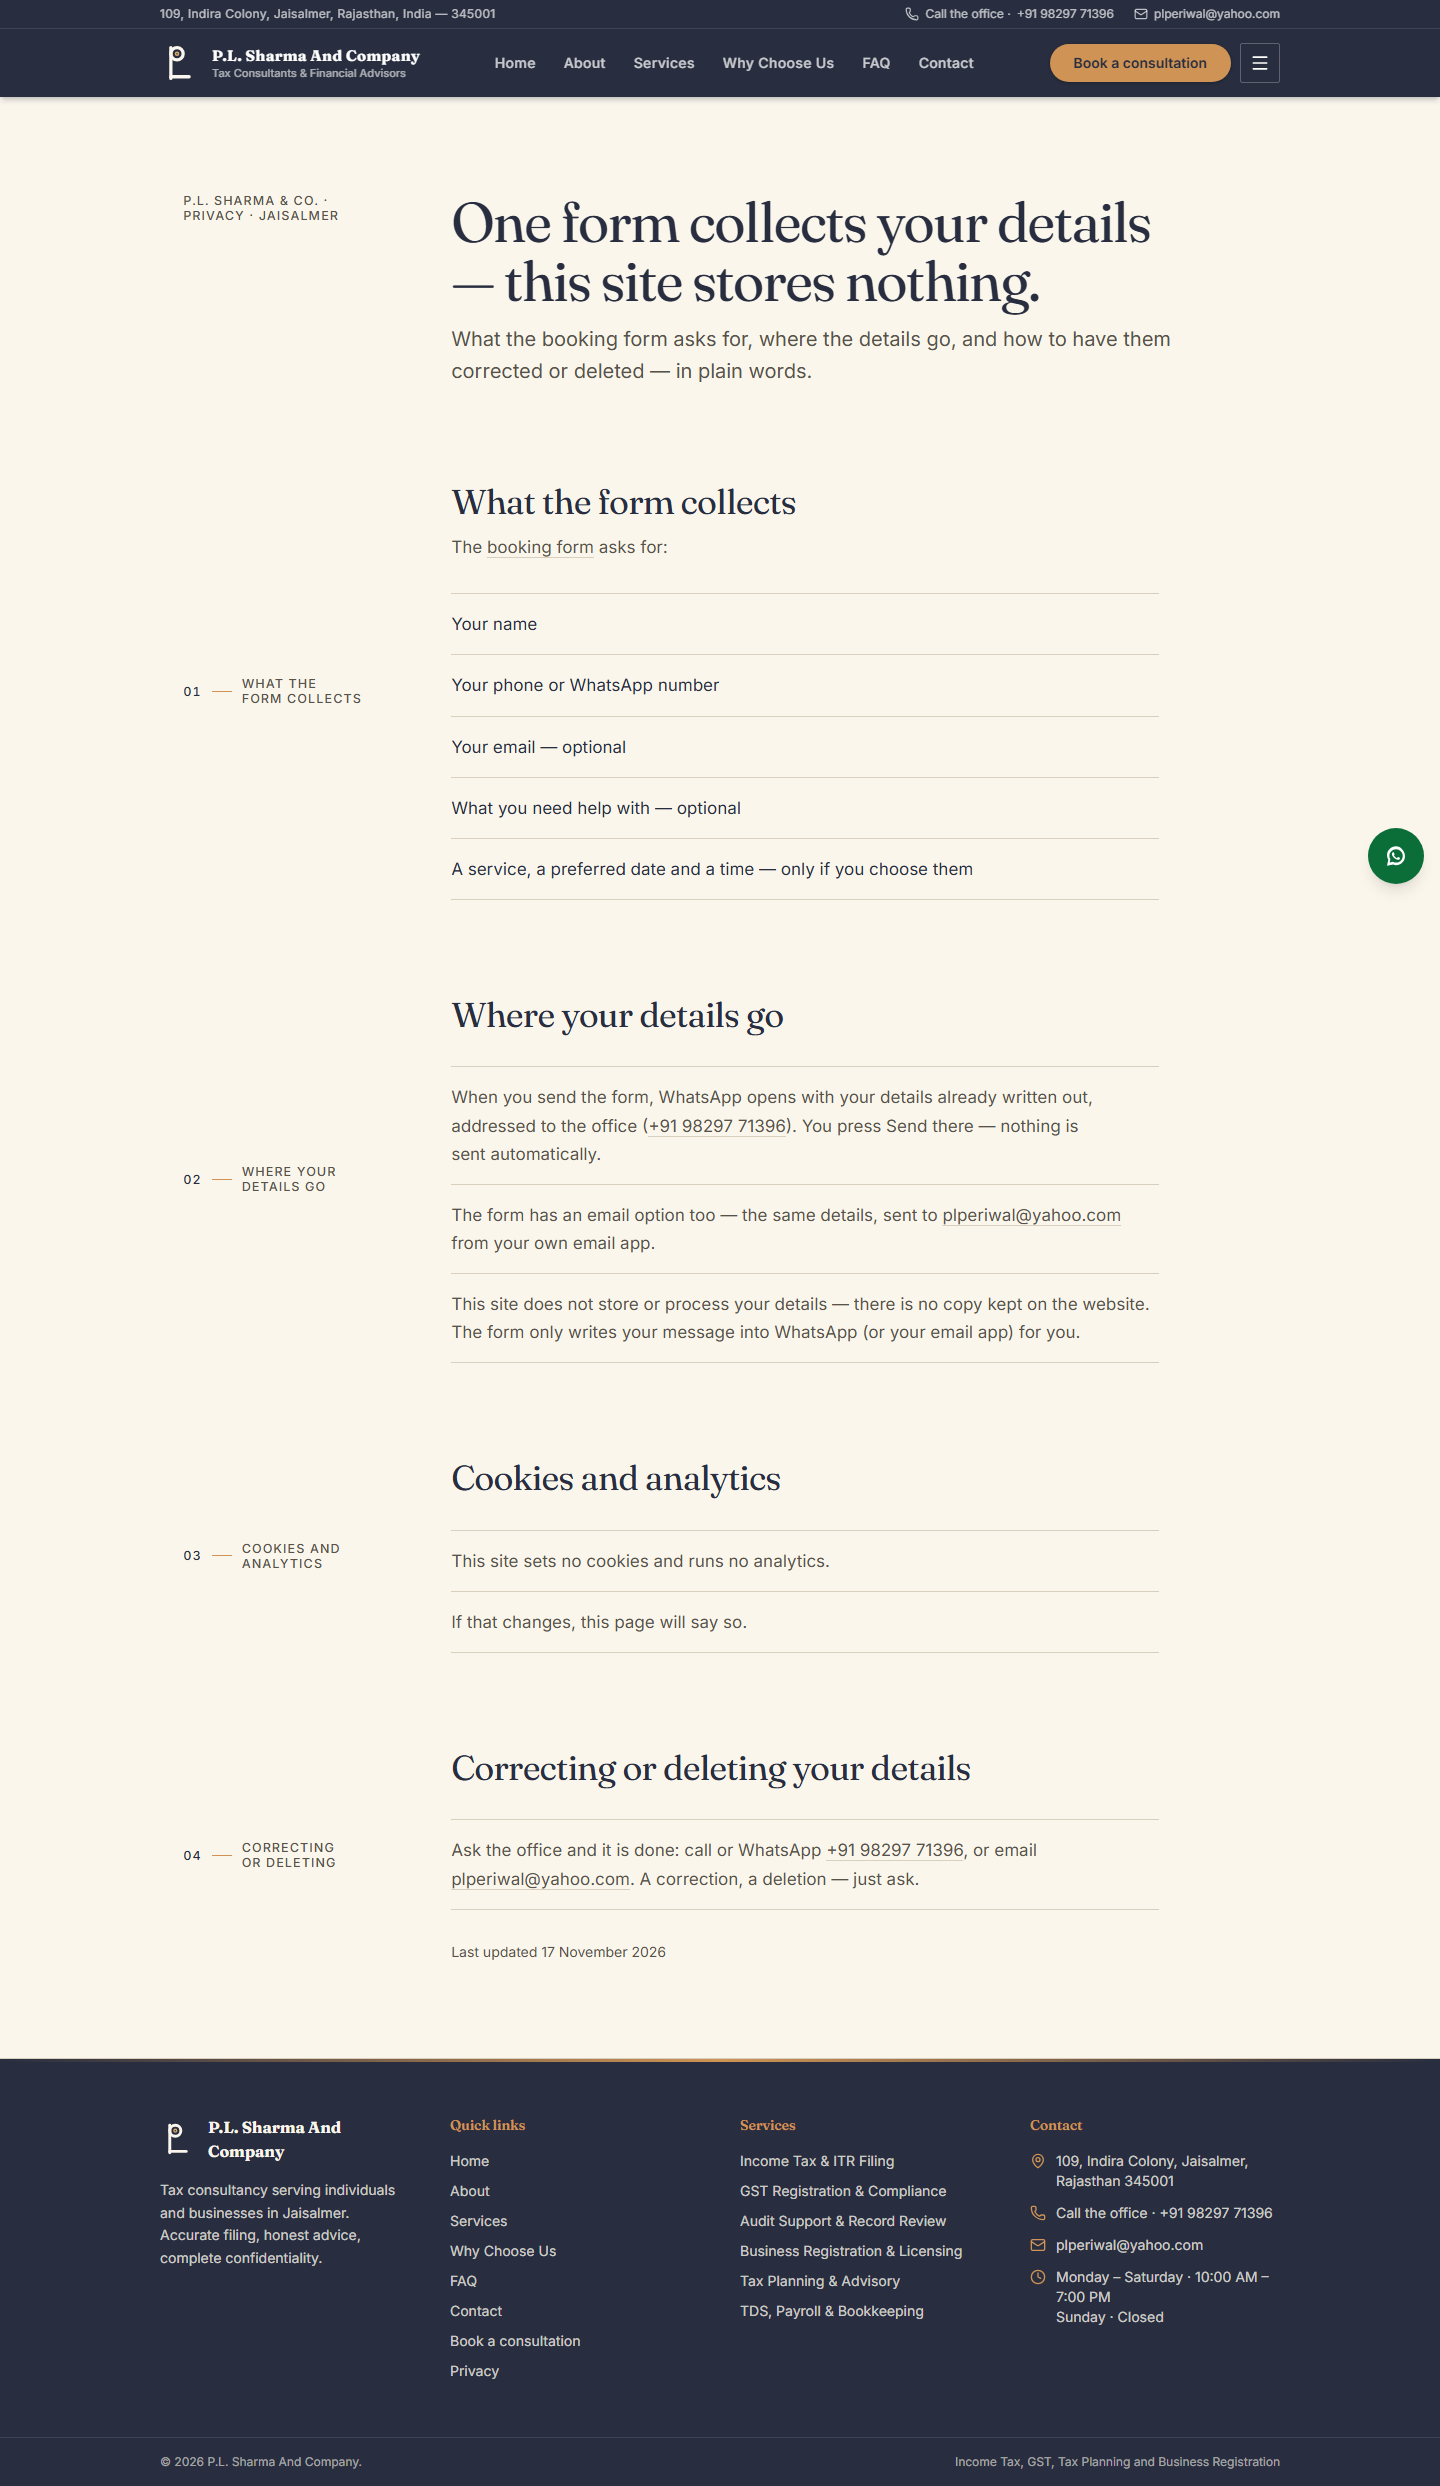 109, Indira Colony, Jaisalmer, Rajasthan, India — 345001
Call the office · +91 98297 71396
plperiwal@yahoo.com
P.L. Sharma And Company
Tax Consultants & Financial Advisors
Home
About
Services
Why Choose Us
FAQ
Contact
Book a consultation
P.L. SHARMA & CO. ·
PRIVACY · JAISALMER
One form collects your details
— this site stores nothing.
What the booking form asks for, where the details go, and how to have them
corrected or deleted — in plain words.
01
WHAT THE
FORM COLLECTS
What the form collects
The booking form asks for:
Your name
Your phone or WhatsApp number
Your email — optional
What you need help with — optional
A service, a preferred date and a time — only if you choose them
02
WHERE YOUR
DETAILS GO
Where your details go
When you send the form, WhatsApp opens with your details already written out,
addressed to the office (+91 98297 71396). You press Send there — nothing is
sent automatically.
The form has an email option too — the same details, sent to plperiwal@yahoo.com
from your own email app.
This site does not store or process your details — there is no copy kept on the website.
The form only writes your message into WhatsApp (or your email app) for you.
03
COOKIES AND
ANALYTICS
Cookies and analytics
This site sets no cookies and runs no analytics.
If that changes, this page will say so.
04
CORRECTING
OR DELETING
Correcting or deleting your details
Ask the office and it is done: call or WhatsApp +91 98297 71396, or email
plperiwal@yahoo.com. A correction, a deletion — just ask.
Last updated 17 November 2026
P.L. Sharma And
Company
Tax consultancy serving individuals
and businesses in Jaisalmer.
Accurate filing, honest advice,
complete confidentiality.
Quick links
Home
About
Services
Why Choose Us
FAQ
Contact
Book a consultation
Privacy
Services
Income Tax & ITR Filing
GST Registration & Compliance
Audit Support & Record Review
Business Registration & Licensing
Tax Planning & Advisory
TDS, Payroll & Bookkeeping
Contact
109, Indira Colony, Jaisalmer,
Rajasthan 345001
Call the office · +91 98297 71396
plperiwal@yahoo.com
Monday – Saturday · 10:00 AM –
7:00 PM
Sunday · Closed
© 2026 P.L. Sharma And Company.
Income Tax, GST, Tax Planning and Business Registration